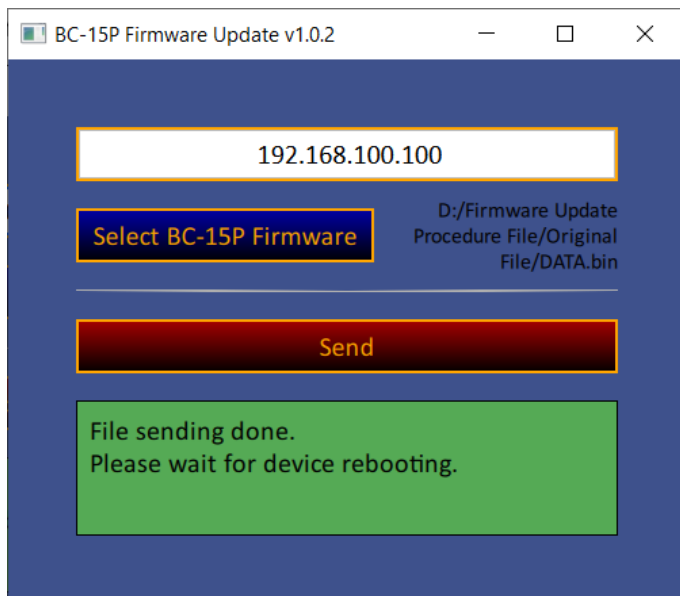 BC-15P Firmware Update v1.0.2
192.168.100.100
Select BC-15P Firmware
D:/Firmware Update
Procedure File/Original
File/DATA.bin
Send
File sending done.
Please wait for device rebooting.